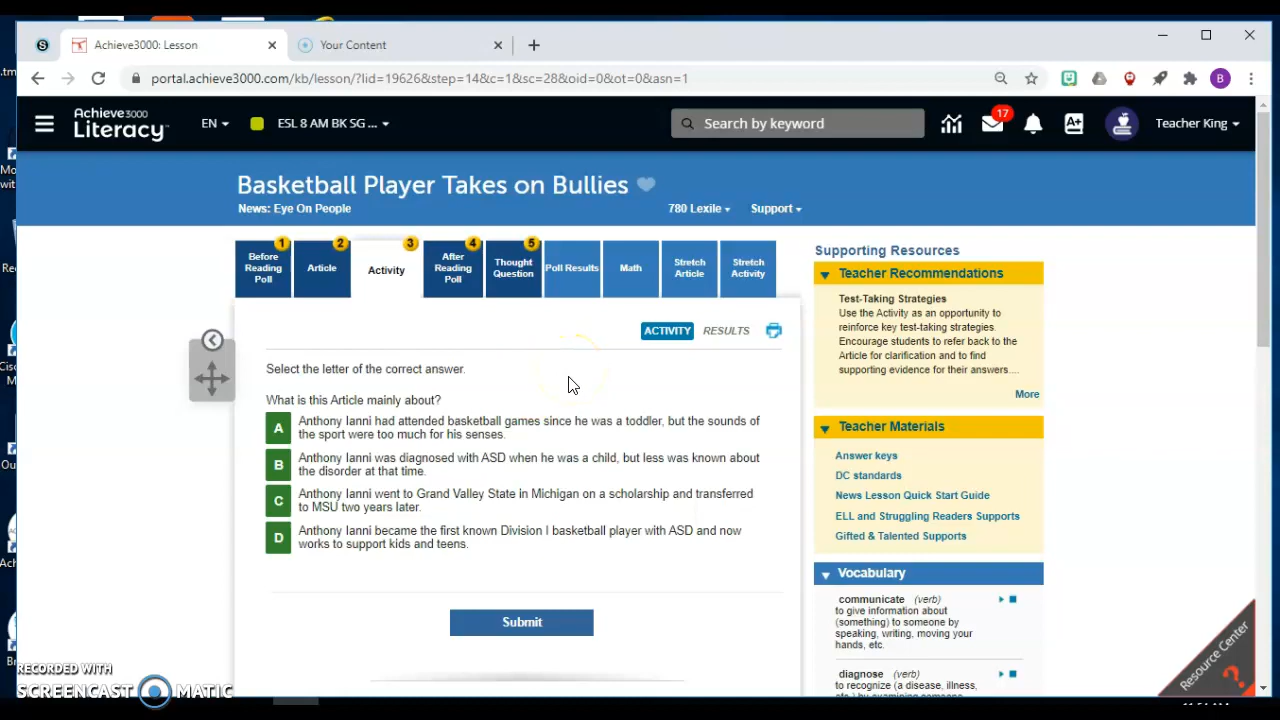 Achieve3000: Lesson
Your Content
portal.achieve3000.com/kb/lesson/?lid=19626&step=14&c=1&sc=28&oid=0&ot=0&asn=1
B
Achieve3000
Literacy
EN
ESL 8 AM BK SG ...
Search by keyword
17
A+
Teacher King
Basketball Player Takes on Bullies
News: Eye On People
780 Lexile
Support
1
Before
Reading
Poll
2
Article
3
Activity
4
After
Reading
Poll
5
Thought
Question
Poll Results
Math
Stretch
Article
Stretch
Activity
ACTIVITY
RESULTS
Select the letter of the correct answer.
What is this Article mainly about?
A
Anthony Ianni had attended basketball games since he was a toddler, but the sounds of
the sport were too much for his senses.
B
Anthony Ianni was diagnosed with ASD when he was a child, but less was known about
the disorder at that time.
C
Anthony Ianni went to Grand Valley State in Michigan on a scholarship and transferred
to MSU two years later.
D
Anthony Ianni became the first known Division I basketball player with ASD and now
works to support kids and teens.
Submit
Supporting Resources
Teacher Recommendations
Test-Taking Strategies
Use the Activity as an opportunity to
reinforce key test-taking strategies.
Encourage students to refer back to the
Article for clarification and to find
supporting evidence for their answers....
More
Teacher Materials
Answer keys
DC standards
News Lesson Quick Start Guide
ELL and Struggling Readers Supports
Gifted & Talented Supports
Vocabulary
communicate (verb)
to give information about
(something) to someone by
speaking, writing, moving your
hands, etc.
diagnose (verb)
to recognize (a disease, illness,
Resource Center
?
RECORDED WITH
SCREENCAST MATIC